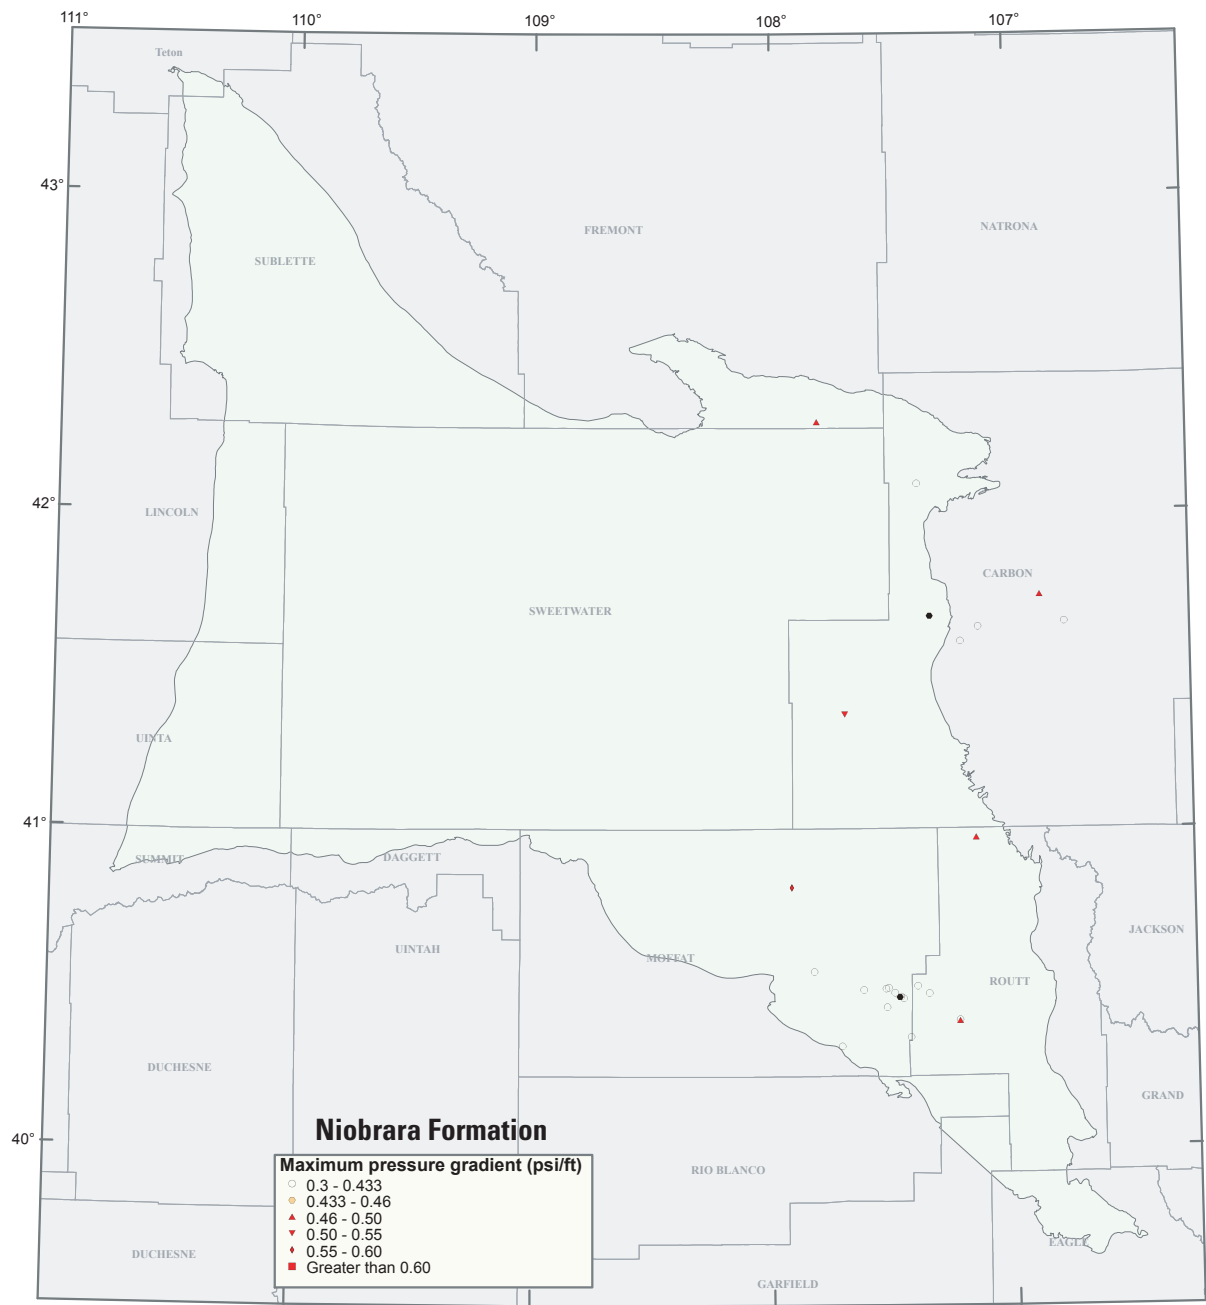 111°
110°
109°
108°
107°
Teton
43°
FREMONT
NATRONA
SUBLETTE
42°
LINCOLN
CARBON
SWEETWATER
UINTA
41°
SUMMIT
DAGGETT
JACKSON
UINTAH
MOFFAT
ROUTT
DUCHESNE
GRAND
40°
Niobrara Formation
RIO BLANCO
Maximum pressure gradient (psi/ft)
0.3 - 0.433
0.433 - 0.46
0.46 - 0.50
0.50 - 0.55
0.55 - 0.60
Greater than 0.60
EAGLE
DUCHESNE
GARFIELD